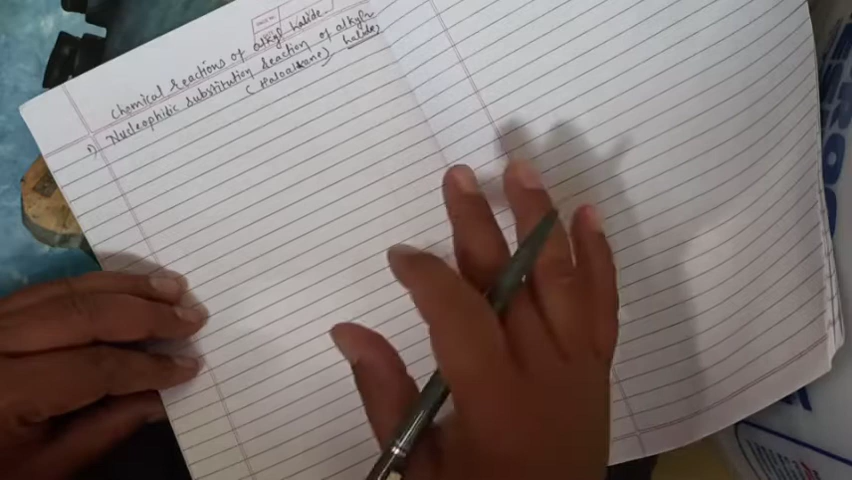 Chemical reactions of alkyl halide.
1) Nucleophilic substitution reaction of alkyl halide
(Haloalkane)